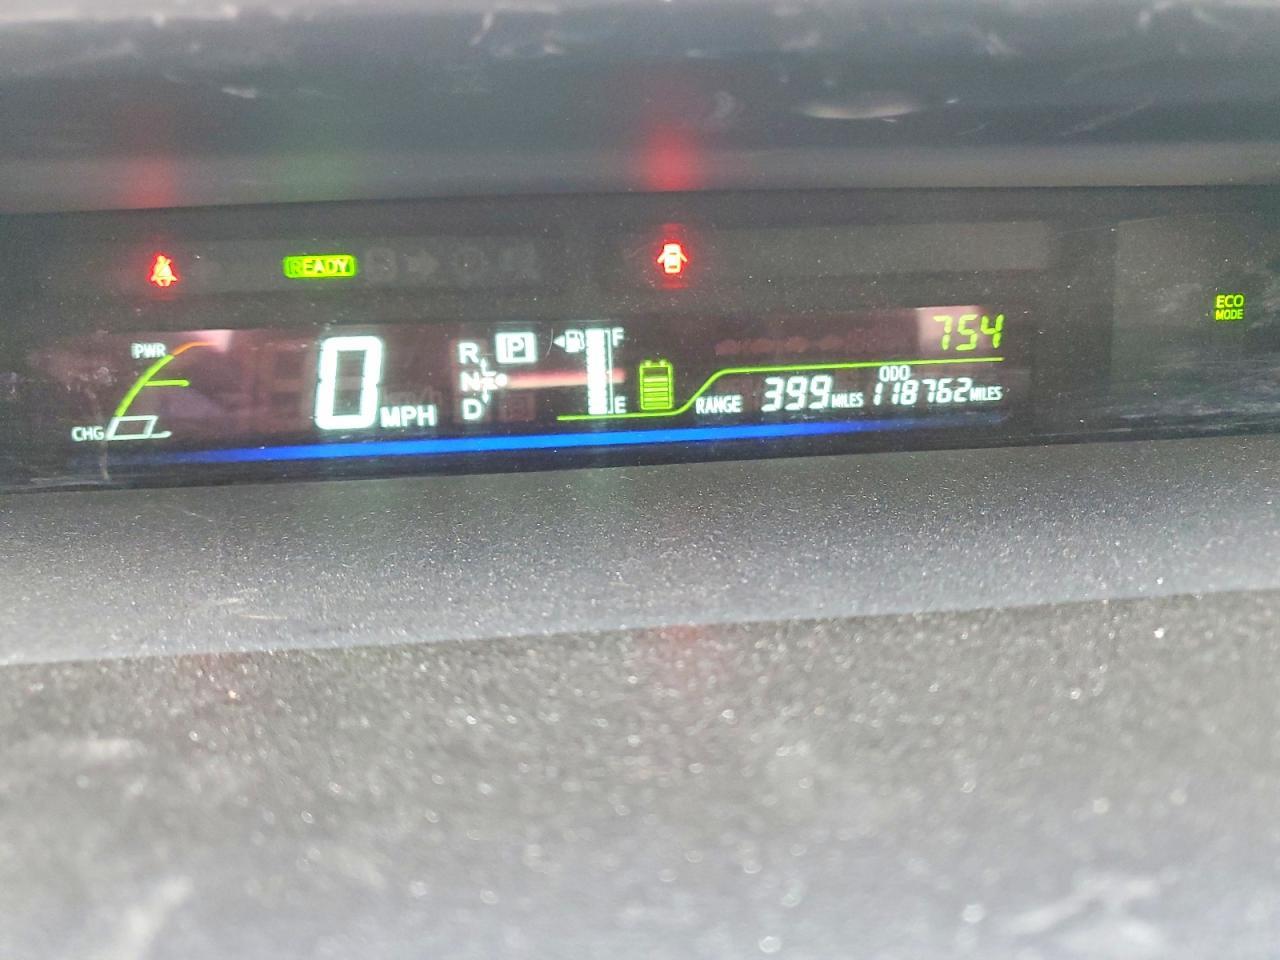 READY
ECO
MODE
754
PWR
0 MPH
R
P
N
D
F
E
CHG
RANGE 399 MILES
ODO
118762 MILES